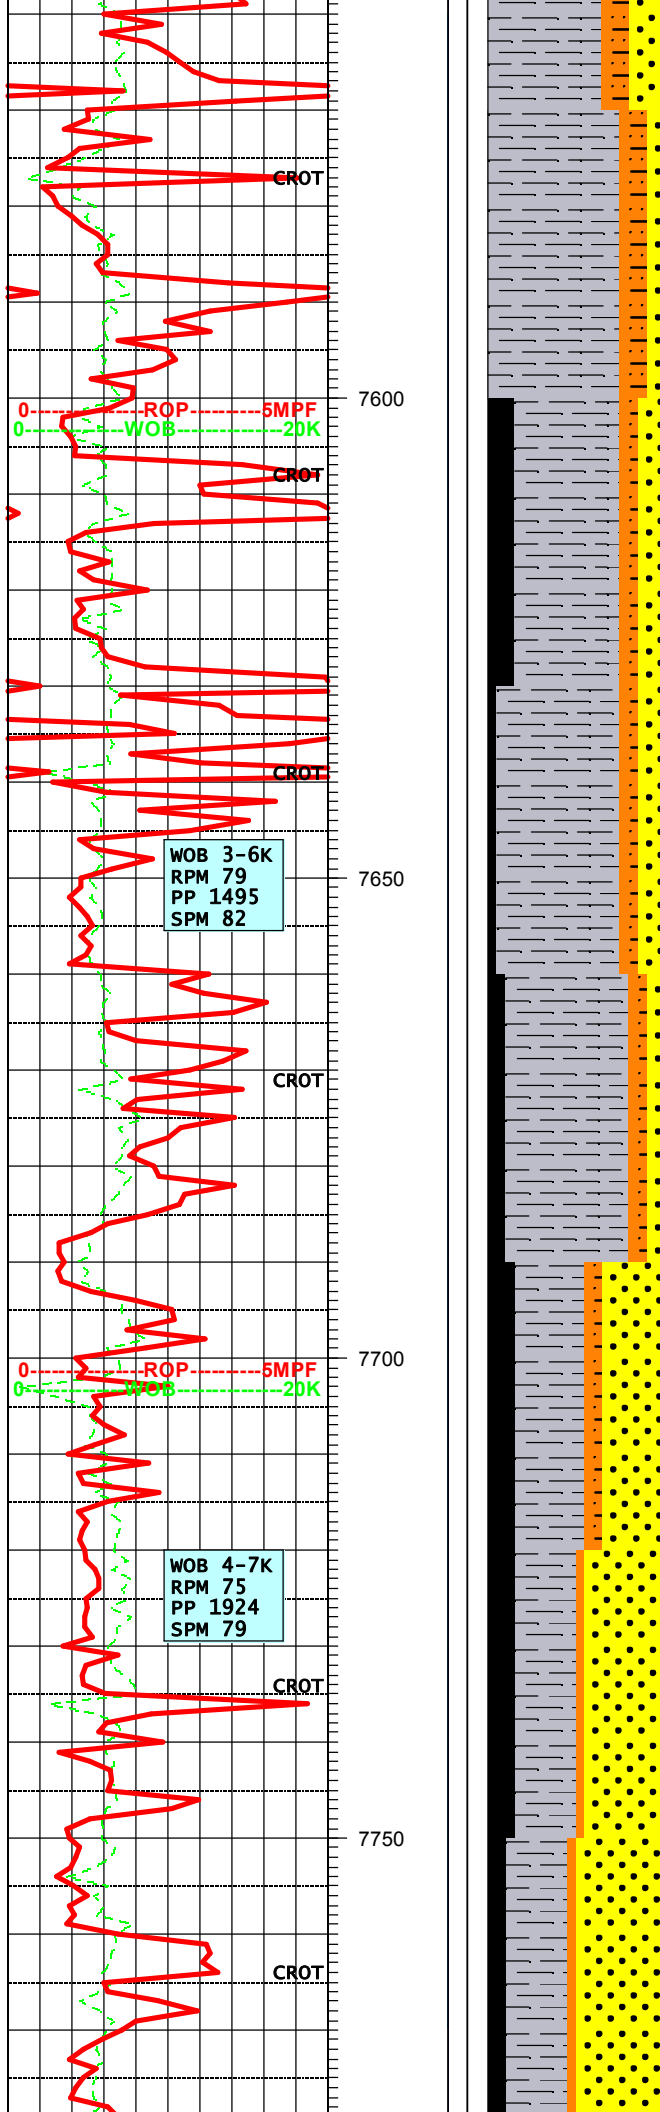 CROT
7600
0 ROP 5MPF
0 WOB 20K
CROT
CROT
WOB 3-6K
RPM 79
PP 1495
SPM 82
7650
CROT
7700
0 ROP 5MPF
0 WOB 20K
WOB 4-7K
RPM 75
PP 1924
SPM 79
CROT
7750
CROT